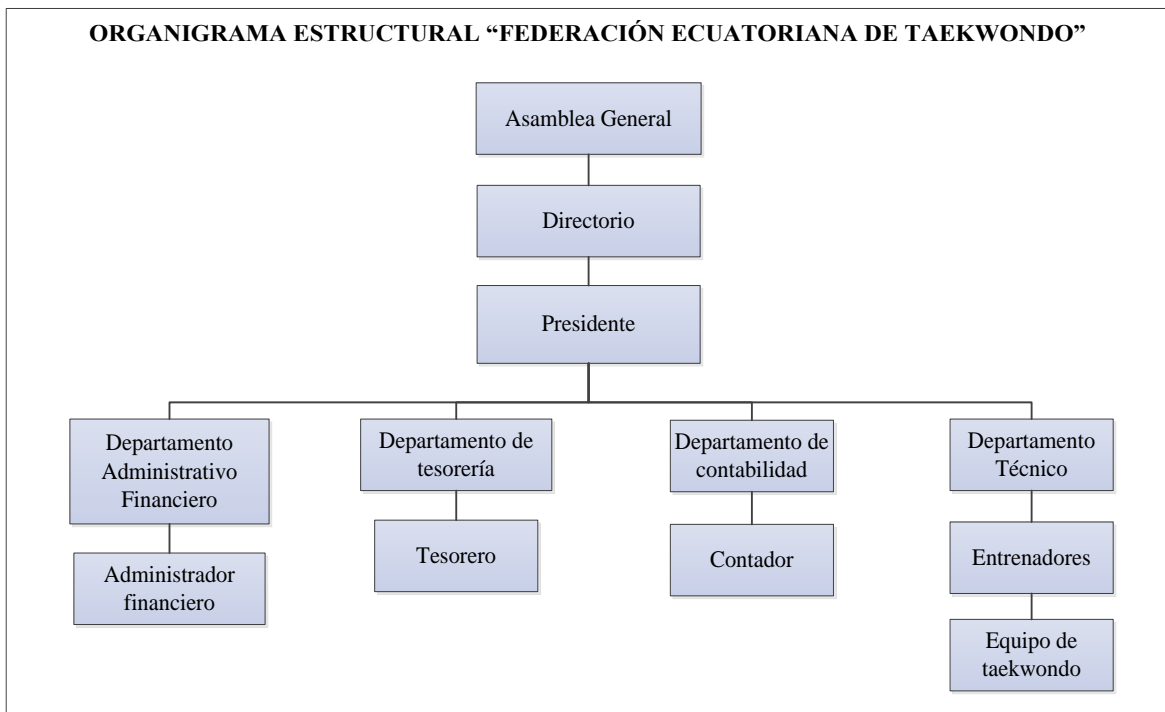 ORGANIGRAMA ESTRUCTURAL “FEDERACIÓN ECUATORIANA DE TAEKWONDO”
Asamblea General
Directorio
Presidente
Departamento
Administrativo
Financiero
Departamento de
tesorería
Departamento de
contabilidad
Departamento
Técnico
Administrador
financiero
Tesorero
Contador
Entrenadores
Equipo de
taekwondo